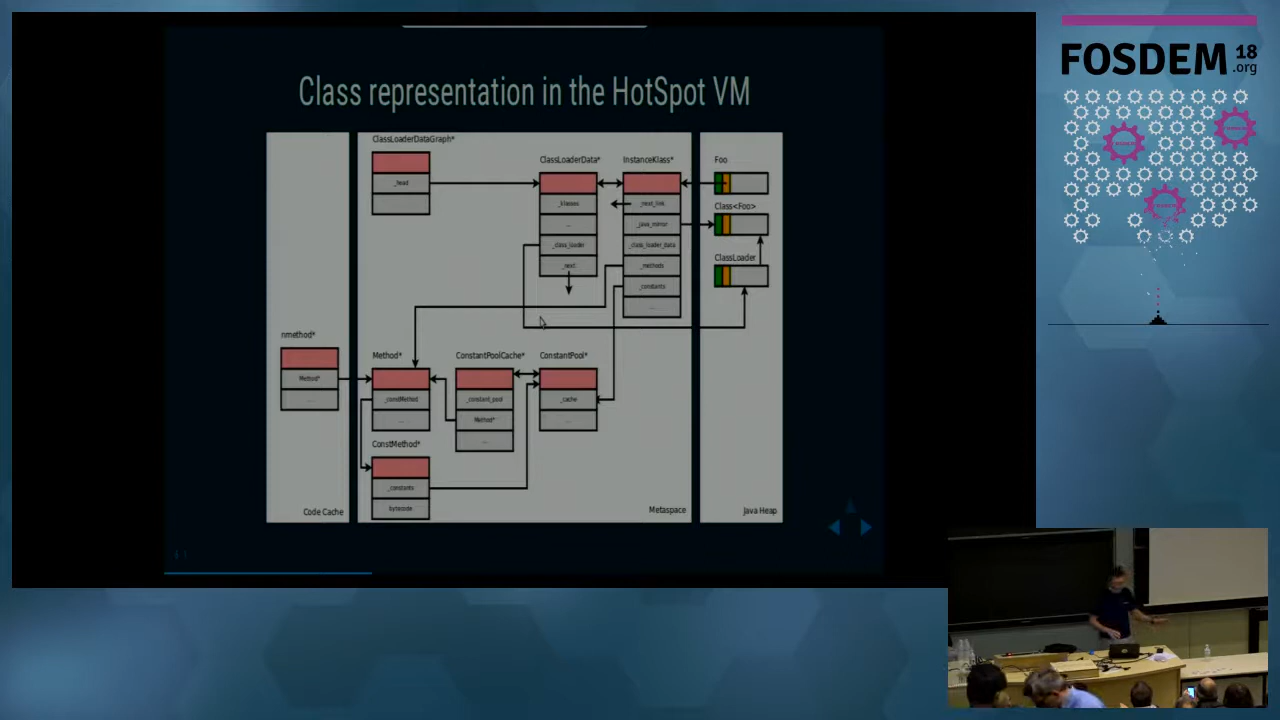 Class representation in the HotSpot VM
ClassLoaderDataGraph*
_head
ClassLoaderData*
_klasses
...
_class_loader
_next
InstanceKlass*
_next_link
_java_mirror
_class_loader_data
_methods
_constants
...
Foo
Class<Foo>
ClassLoader
nmethod*
Method*
...
Method*
_constMethod
...
ConstantPoolCache*
_constant_pool
Method*
...
ConstantPool*
_cache
...
ConstMethod*
_constants
bytecode
Code Cache
Metaspace
Java Heap
FOSDEM 18
.org